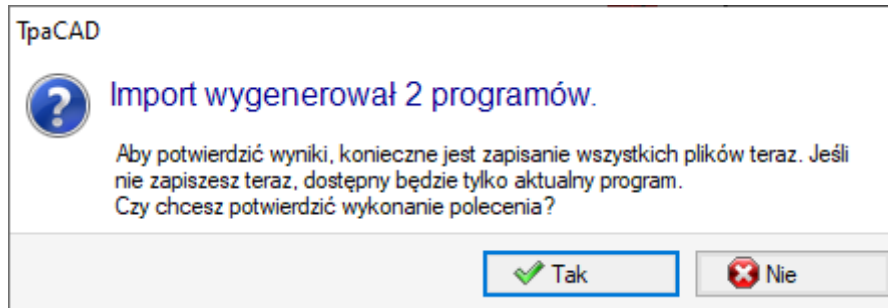 TpaCAD
Import wygenerował 2 programów.
Aby potwierdzić wyniki, konieczne jest zapisanie wszystkich plików teraz. Jeśli
nie zapiszesz teraz, dostępny będzie tylko aktualny program.
Czy chcesz potwierdzić wykonanie polecenia?
Tak
Nie